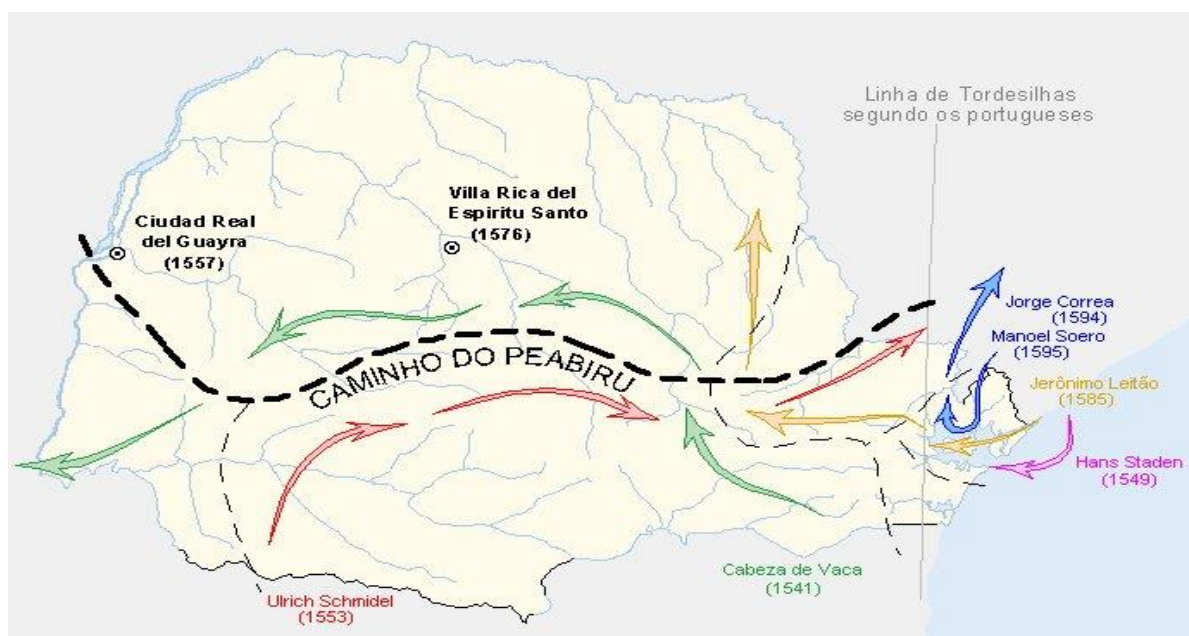 Linha de Tordesilhas
segundo os portugueses
Villa Rica del
Espiritu Santo
(1576)
Ciudad Real
del Guayra
(1557)
Jorge Correa
(1594)
Manoel Soero
(1595)
Jerônimo Leitão
(1585)
CAMINHO DO PEABIRU
Hans Staden
(1549)
Cabeza de Vaca
(1541)
Ulrich Schmidel
(1553)